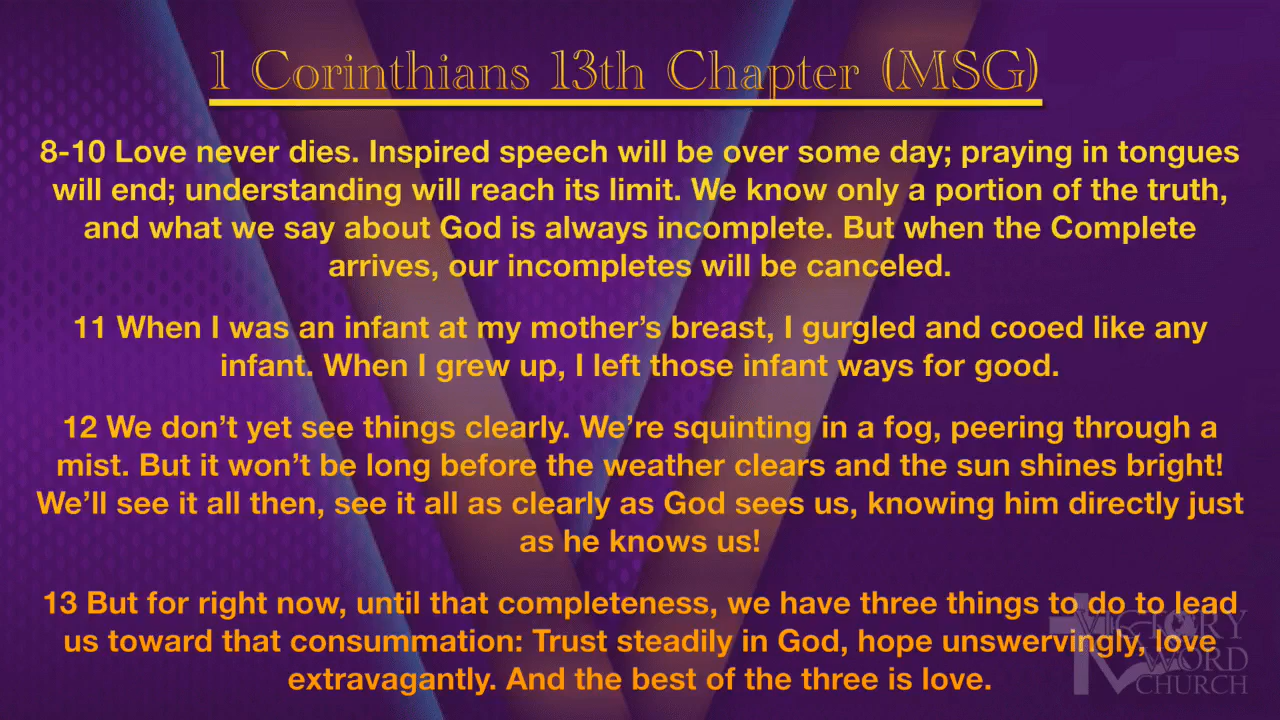 1 Corinthians 13th Chapter (MSG)
8-10 Love never dies. Inspired speech will be over some day; praying in tongues
will end; understanding will reach its limit. We know only a portion of the truth,
and what we say about God is always incomplete. But when the Complete
arrives, our incompletes will be canceled.
11 When I was an infant at my mother’s breast, I gurgled and cooed like any
infant. When I grew up, I left those infant ways for good.
12 We don’t yet see things clearly. We’re squinting in a fog, peering through a
mist. But it won’t be long before the weather clears and the sun shines bright!
We’ll see it all then, see it all as clearly as God sees us, knowing him directly just
as he knows us!
13 But for right now, until that completeness, we have three things to do to lead
us toward that consummation: Trust steadily in God, hope unswervingly, love
extravagantly. And the best of the three is love.
VICTORY
WORD
CHURCH